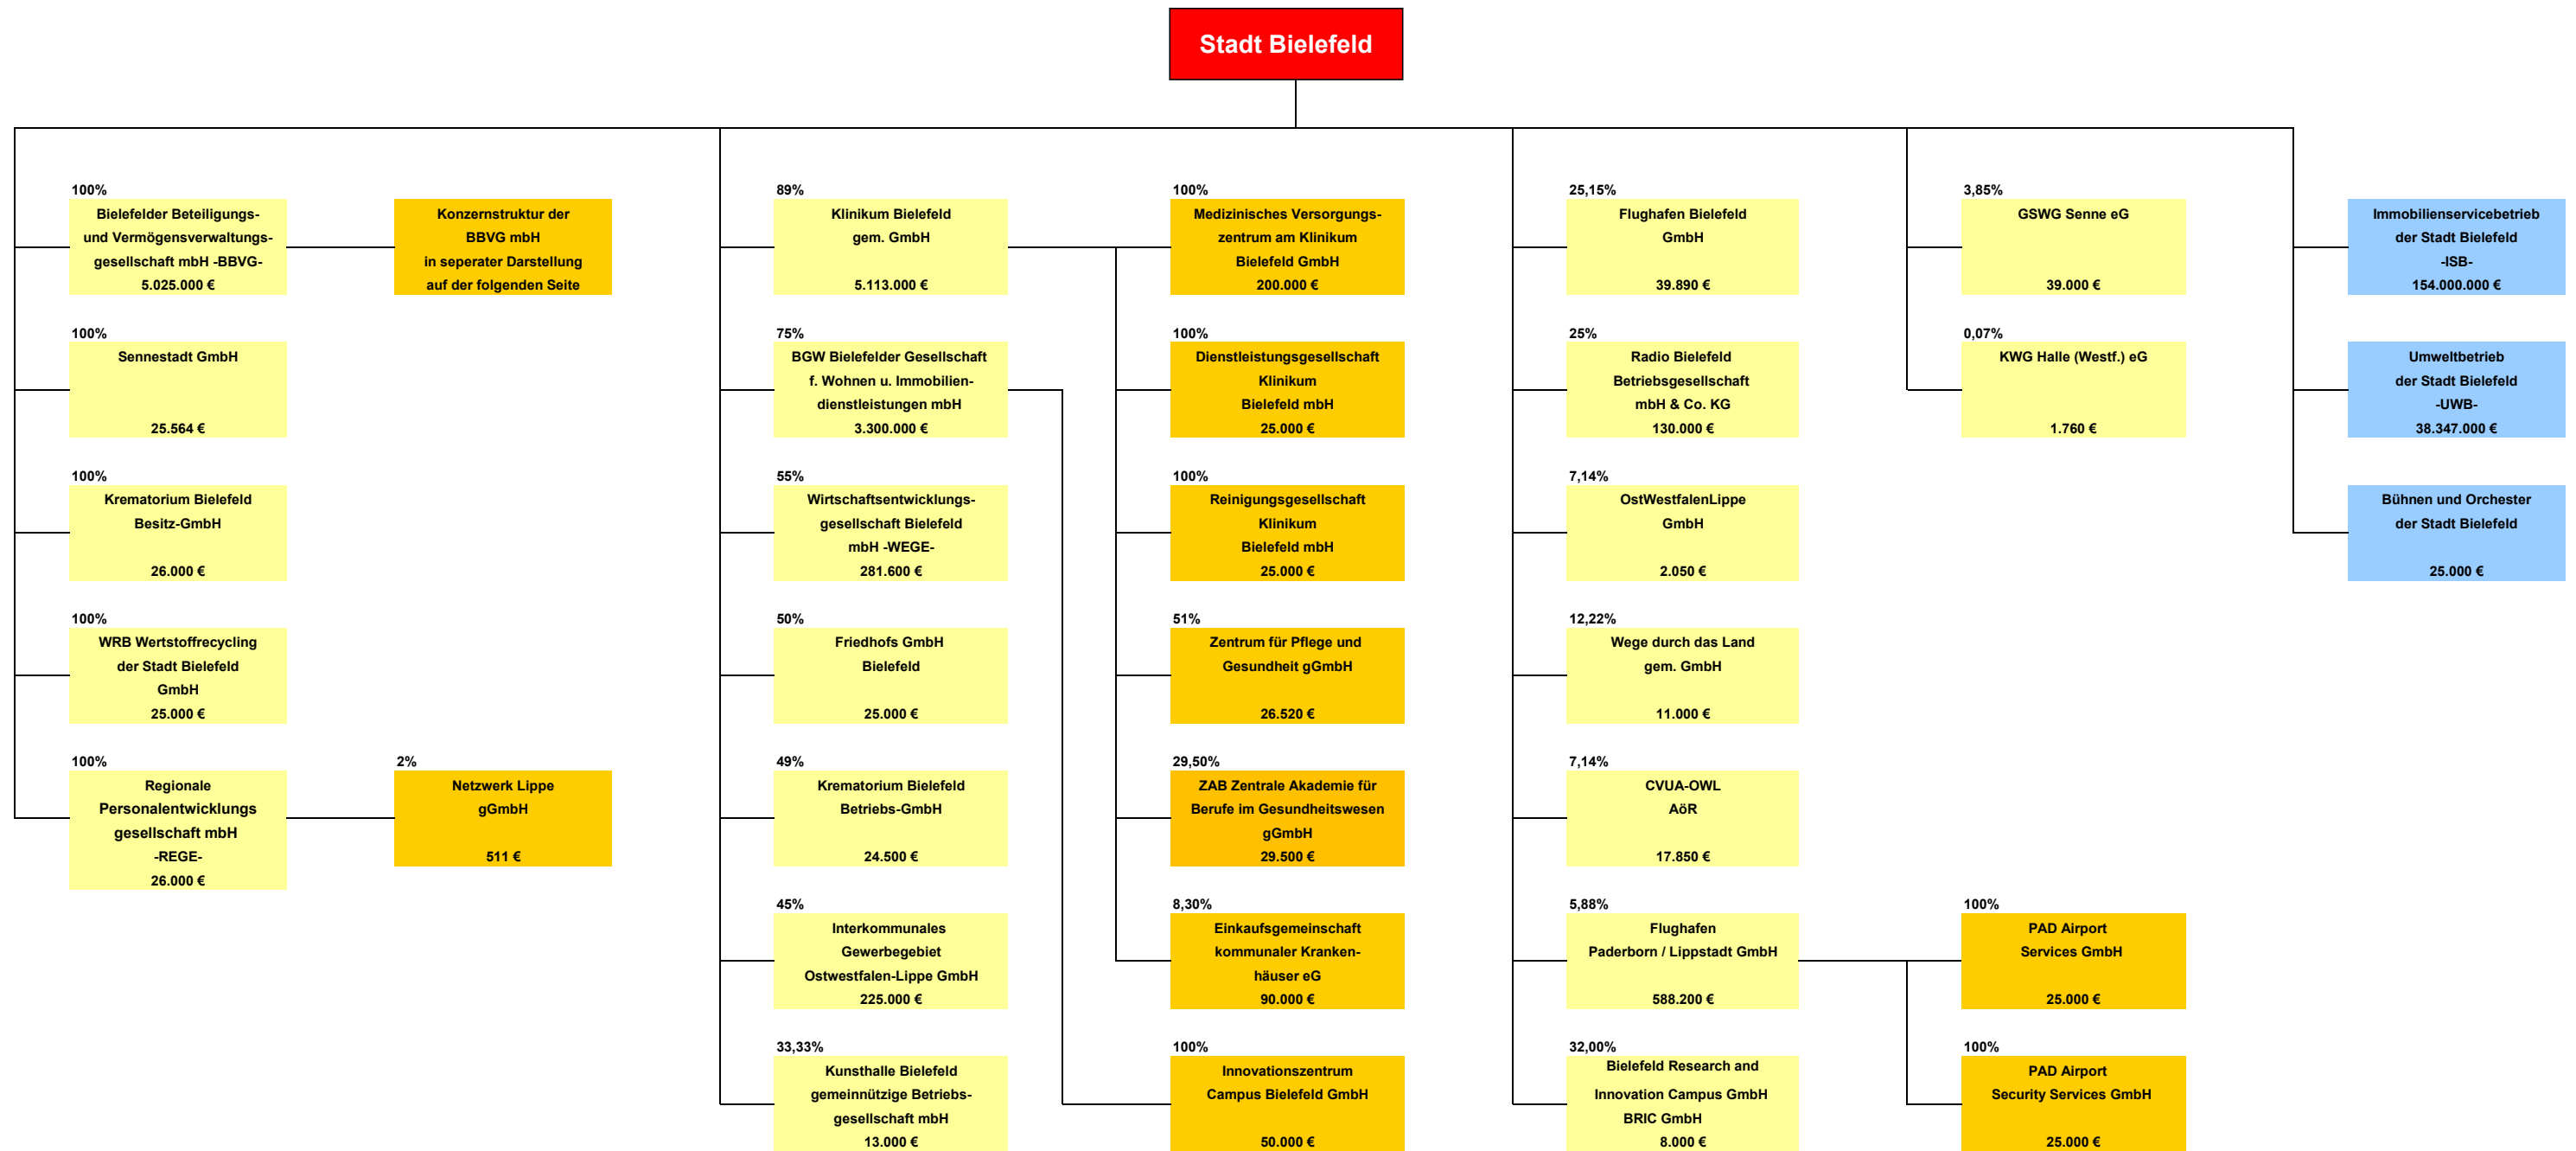 Stadt Bielefeld
100%
Bielefelder Beteiligungs-
und Vermögensverwaltungs-
gesellschaft mbH -BBVG-
5.025.000 €
Konzernstruktur der
BBVG mbH
in seperater Darstellung
auf der folgenden Seite
100%
Sennestadt GmbH
25.564 €
100%
Krematorium Bielefeld
Besitz-GmbH
26.000 €
100%
WRB Wertstoffrecycling
der Stadt Bielefeld
GmbH
25.000 €
100%
Regionale
Personalentwicklungs
gesellschaft mbH
-REGE-
26.000 €
2%
Netzwerk Lippe
gGmbH
511 €
89%
Klinikum Bielefeld
gem. GmbH
5.113.000 €
75%
BGW Bielefelder Gesellschaft
f. Wohnen u. Immobilien-
dienstleistungen mbH
3.300.000 €
55%
Wirtschaftsentwicklungs-
gesellschaft Bielefeld
mbH -WEGE-
281.600 €
50%
Friedhofs GmbH
Bielefeld
25.000 €
49%
Krematorium Bielefeld
Betriebs-GmbH
24.500 €
45%
Interkommunales
Gewerbegebiet
Ostwestfalen-Lippe GmbH
225.000 €
33,33%
Kunsthalle Bielefeld
gemeinnützige Betriebs-
gesellschaft mbH
13.000 €
100%
Medizinisches Versorgungs-
zentrum am Klinikum
Bielefeld GmbH
200.000 €
100%
Dienstleistungsgesellschaft
Klinikum
Bielefeld mbH
25.000 €
100%
Reinigungsgesellschaft
Klinikum
Bielefeld mbH
25.000 €
51%
Zentrum für Pflege und
Gesundheit gGmbH
26.520 €
29,50%
ZAB Zentrale Akademie für
Berufe im Gesundheitswesen
gGmbH
29.500 €
8,30%
Einkaufsgemeinschaft
kommunaler Kranken-
häuser eG
90.000 €
100%
Innovationszentrum
Campus Bielefeld GmbH
50.000 €
25,15%
Flughafen Bielefeld
GmbH
39.890 €
25%
Radio Bielefeld
Betriebsgesellschaft
mbH & Co. KG
130.000 €
7,14%
OstWestfalenLippe
GmbH
2.050 €
12,22%
Wege durch das Land
gem. GmbH
11.000 €
7,14%
CVUA-OWL
AöR
17.850 €
5,88%
Flughafen
Paderborn / Lippstadt GmbH
588.200 €
32,00%
Bielefeld Research and
Innovation Campus GmbH
BRIC GmbH
8.000 €
3,85%
GSWG Senne eG
39.000 €
0,07%
KWG Halle (Westf.) eG
1.760 €
100%
PAD Airport
Services GmbH
25.000 €
100%
PAD Airport
Security Services GmbH
25.000 €
Immobilienservicebetrieb
der Stadt Bielefeld
-ISB-
154.000.000 €
Umweltbetrieb
der Stadt Bielefeld
-UWB-
38.347.000 €
Bühnen und Orchester
der Stadt Bielefeld
25.000 €